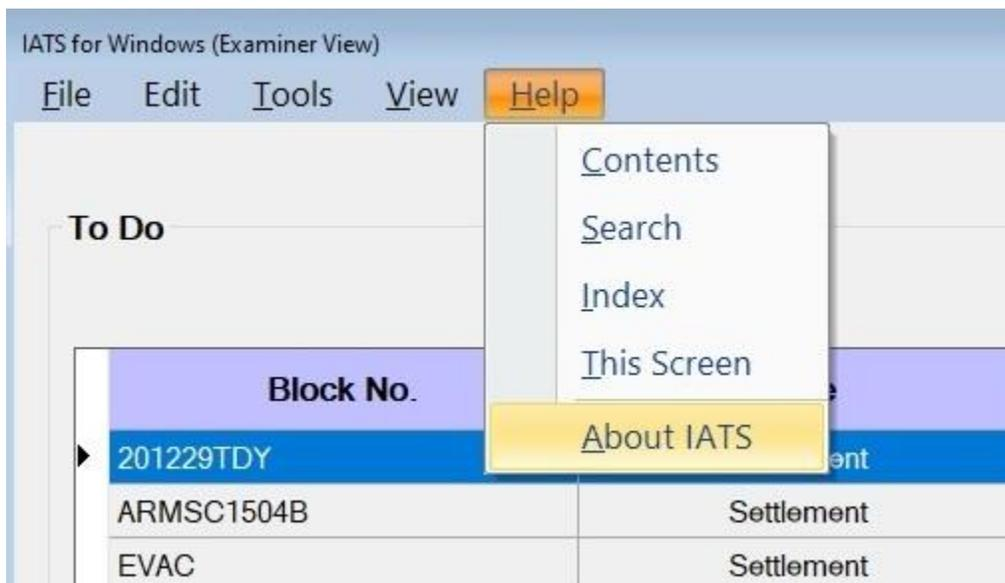 IATS for Windows (Examiner View)
File Edit Tools View Help
Contents
Search
Index
This Screen
About IATS
To Do
Block No.
201229TDY
ARMSC1504B Settlement
EVAC Settlement